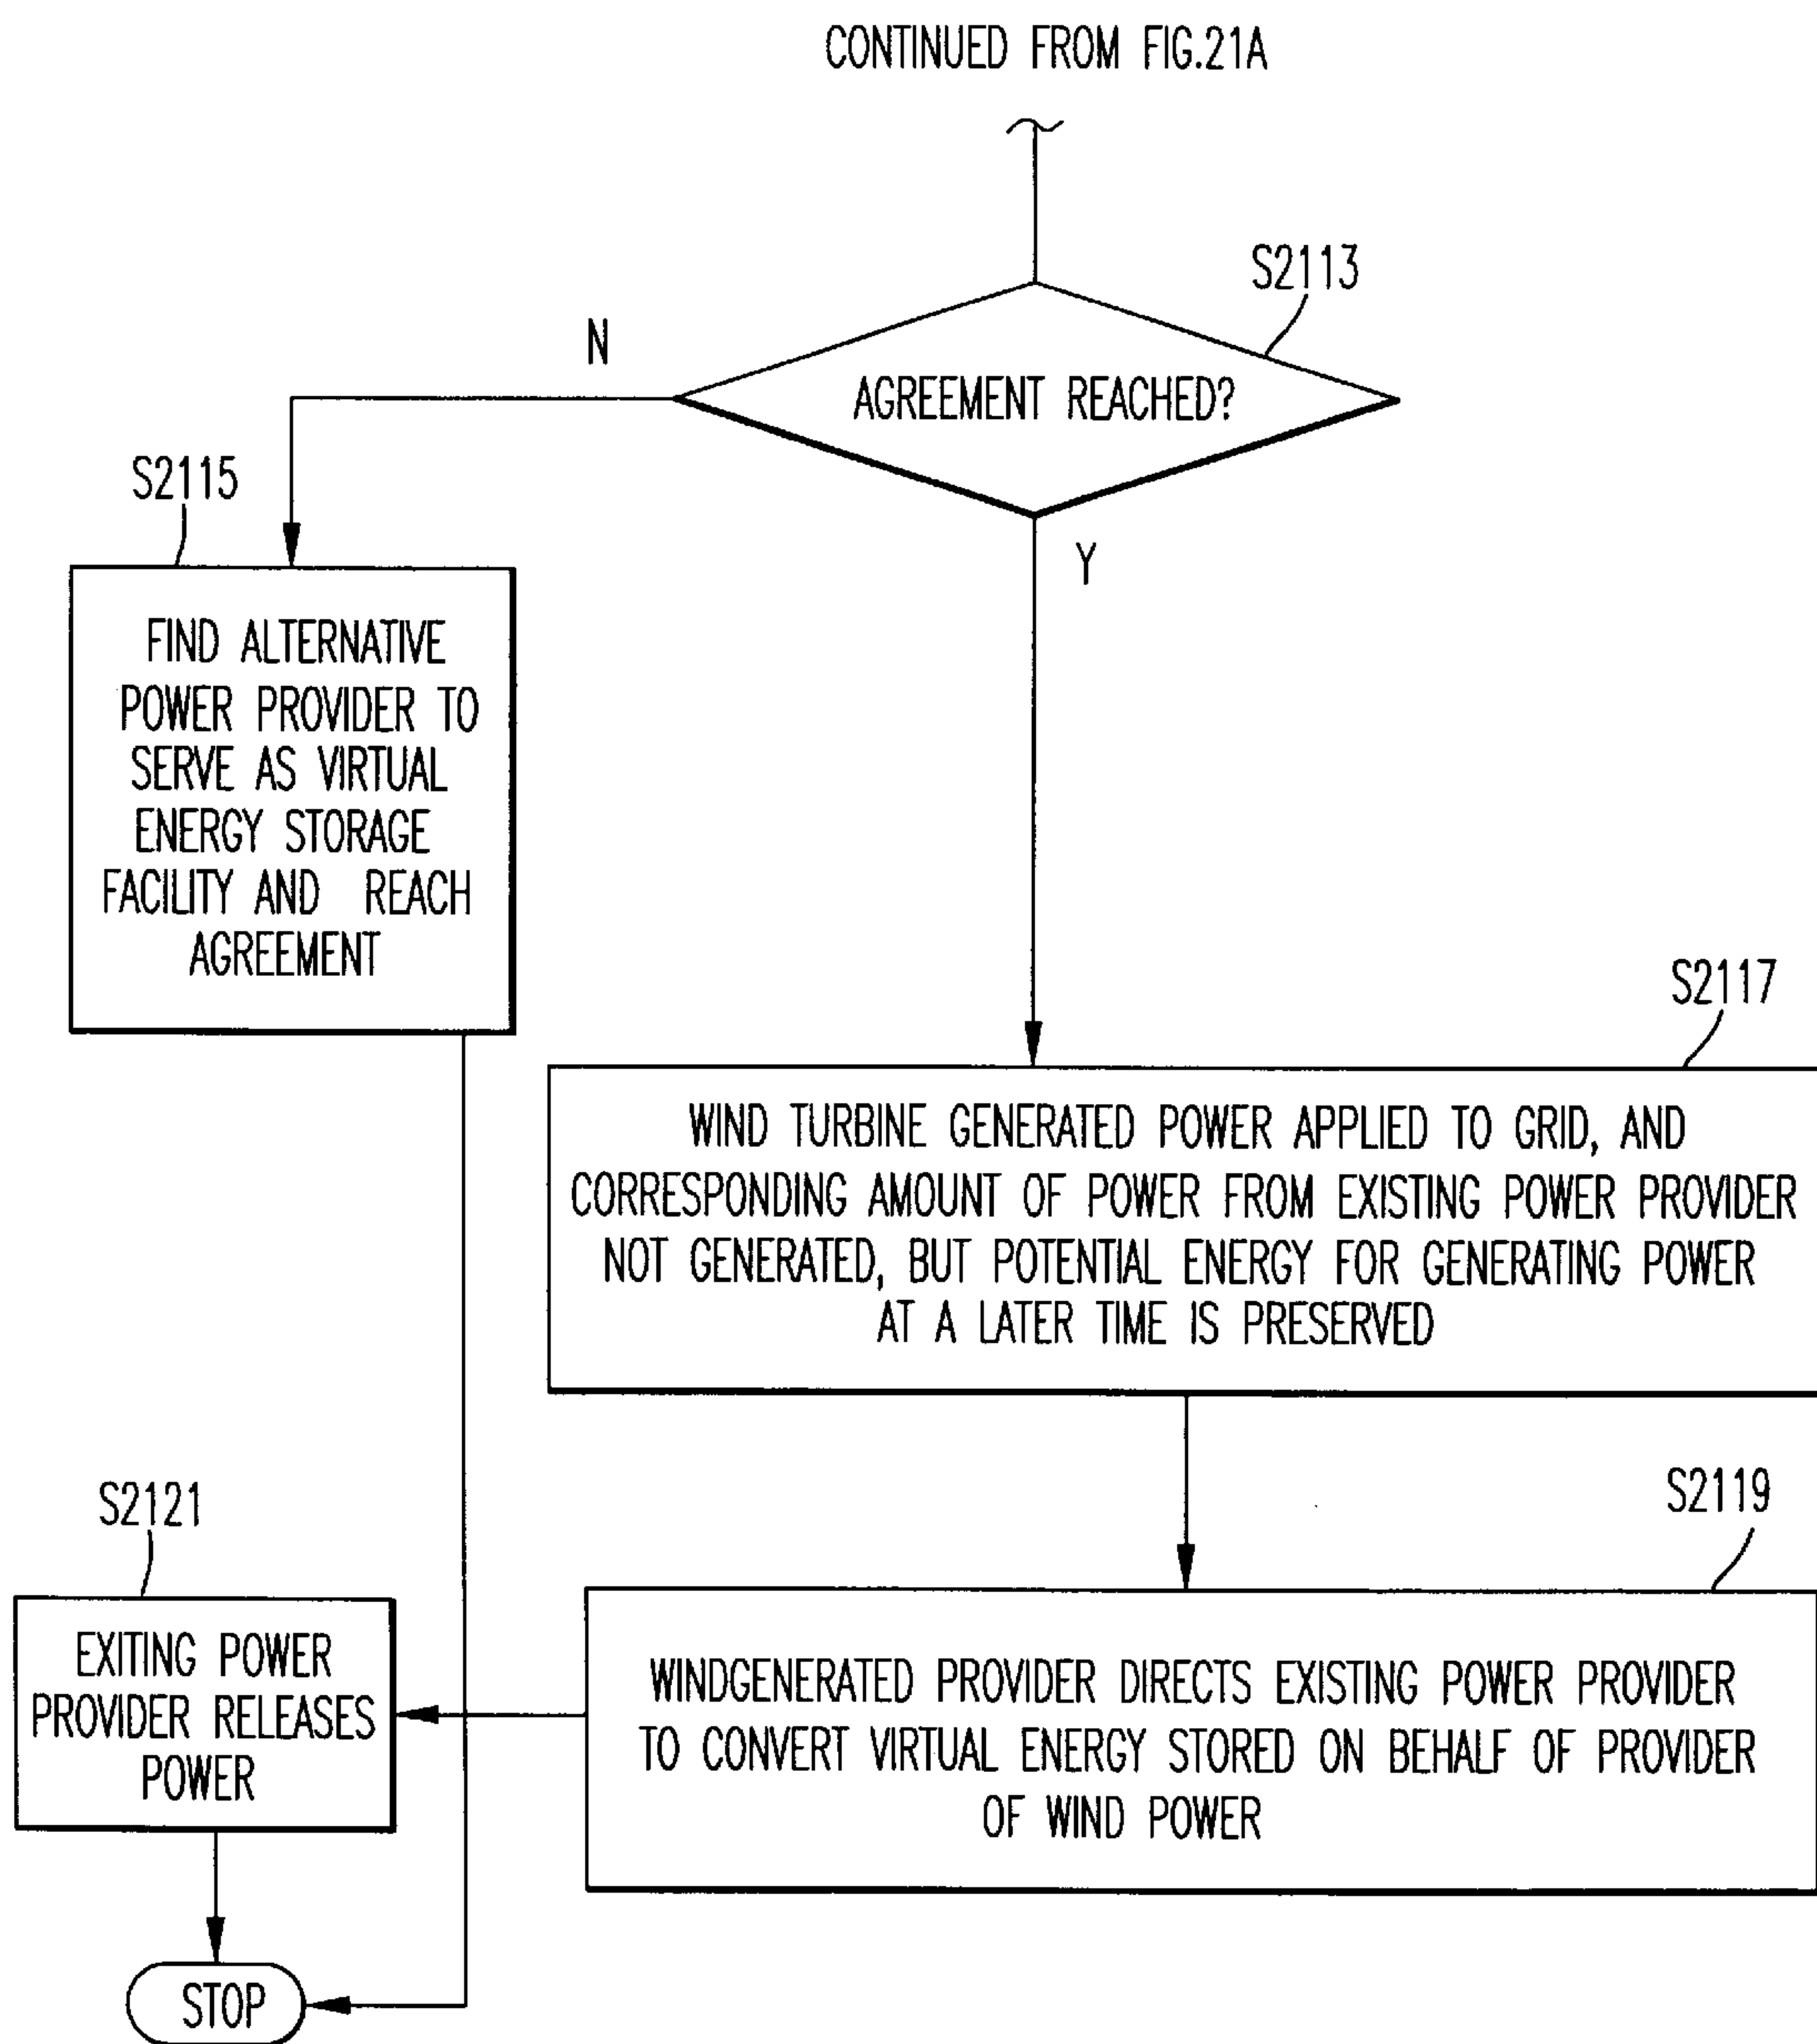 CONTINUED FROM FIG.21A
S2113
N
AGREEMENT REACHED?
S2115
Y
FIND ALTERNATIVE
POWER PROVIDER TO
SERVE AS VIRTUAL
ENERGY STORAGE
FACILITY AND REACH
AGREEMENT
S2117
WIND TURBINE GENERATED POWER APPLIED TO GRID, AND
CORRESPONDING AMOUNT OF POWER FROM EXISTING POWER PROVIDER
NOT GENERATED, BUT POTENTIAL ENERGY FOR GENERATING POWER
AT A LATER TIME IS PRESERVED
S2121
S2119
EXITING POWER
PROVIDER RELEASES
POWER
WINDGENERATED PROVIDER DIRECTS EXISTING POWER PROVIDER
TO CONVERT VIRTUAL ENERGY STORED ON BEHALF OF PROVIDER
OF WIND POWER
STOP